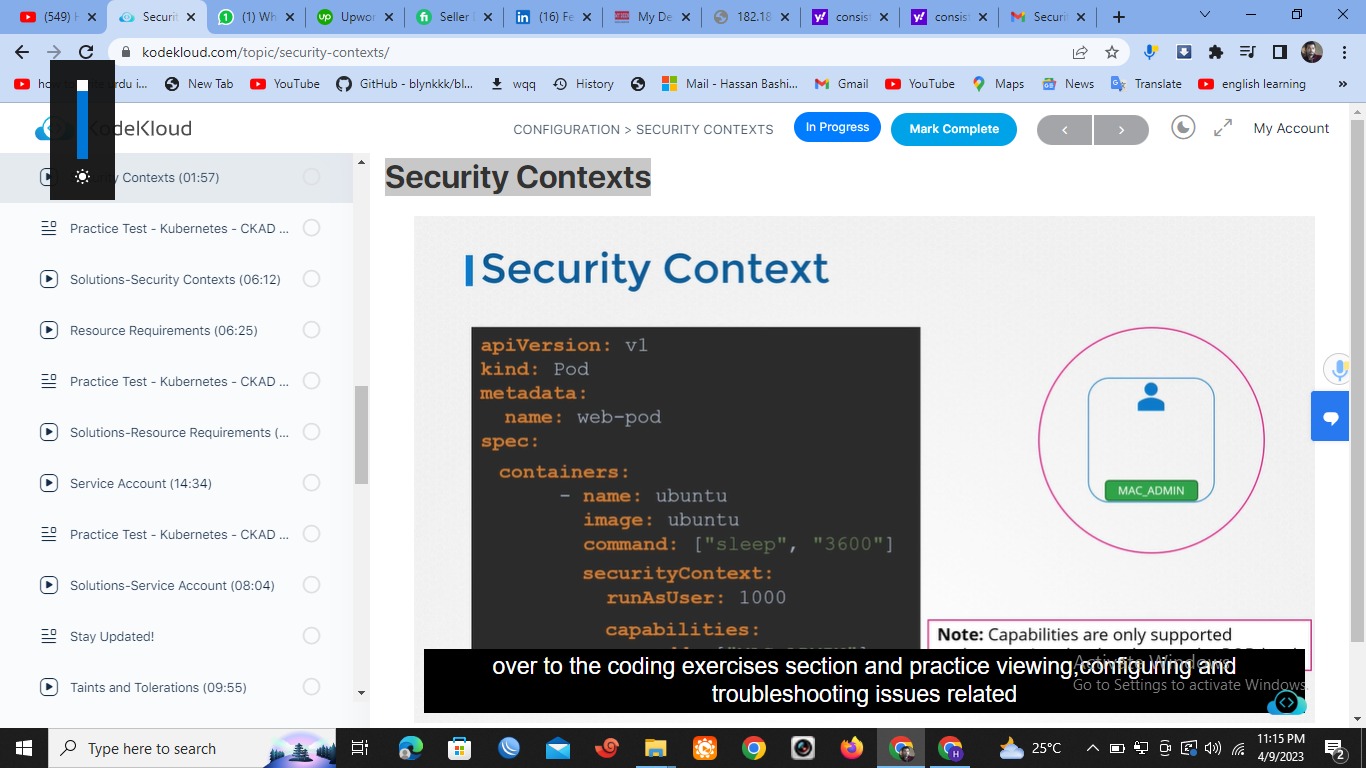 (549) H
Securit
(1) Wh
Upwor
Seller
(16) Fe
My De
182.18
consist
consist
Securit
kodekloud.com/topic/security-contexts/
urdu i...
New Tab
YouTube
GitHub - blynkkk/bl...
wqq
History
Mail - Hassan Bashi...
Gmail
YouTube
Maps
News
Translate
english learning
»
KodeKloud
CONFIGURATION > SECURITY CONTEXTS
In Progress
Mark Complete
<
>
My Account
Contexts (01:57)
Practice Test - Kubernetes - CKAD ...
Solutions-Security Contexts (06:12)
Resource Requirements (06:25)
Practice Test - Kubernetes - CKAD ...
Solutions-Resource Requirements (...
Service Account (14:34)
Practice Test - Kubernetes - CKAD ...
Solutions-Service Account (08:04)
Stay Updated!
Taints and Tolerations (09:55)
Security Contexts
Security Context
apiVersion: v1
kind: Pod
metadata:
name: web-pod
spec:
containers:
- name: ubuntu
image: ubuntu
command: ["sleep", "3600"]
securityContext:
runAsUser: 1000
capabilities:
MAC_ADMIN
Note: Capabilities are only supported
over to the coding exercises section and practice viewing,configuring and
troubleshooting issues related
Activate Windows
Go to Settings to activate Windows.
Type here to search
25°C
11:15 PM
4/9/2023
2